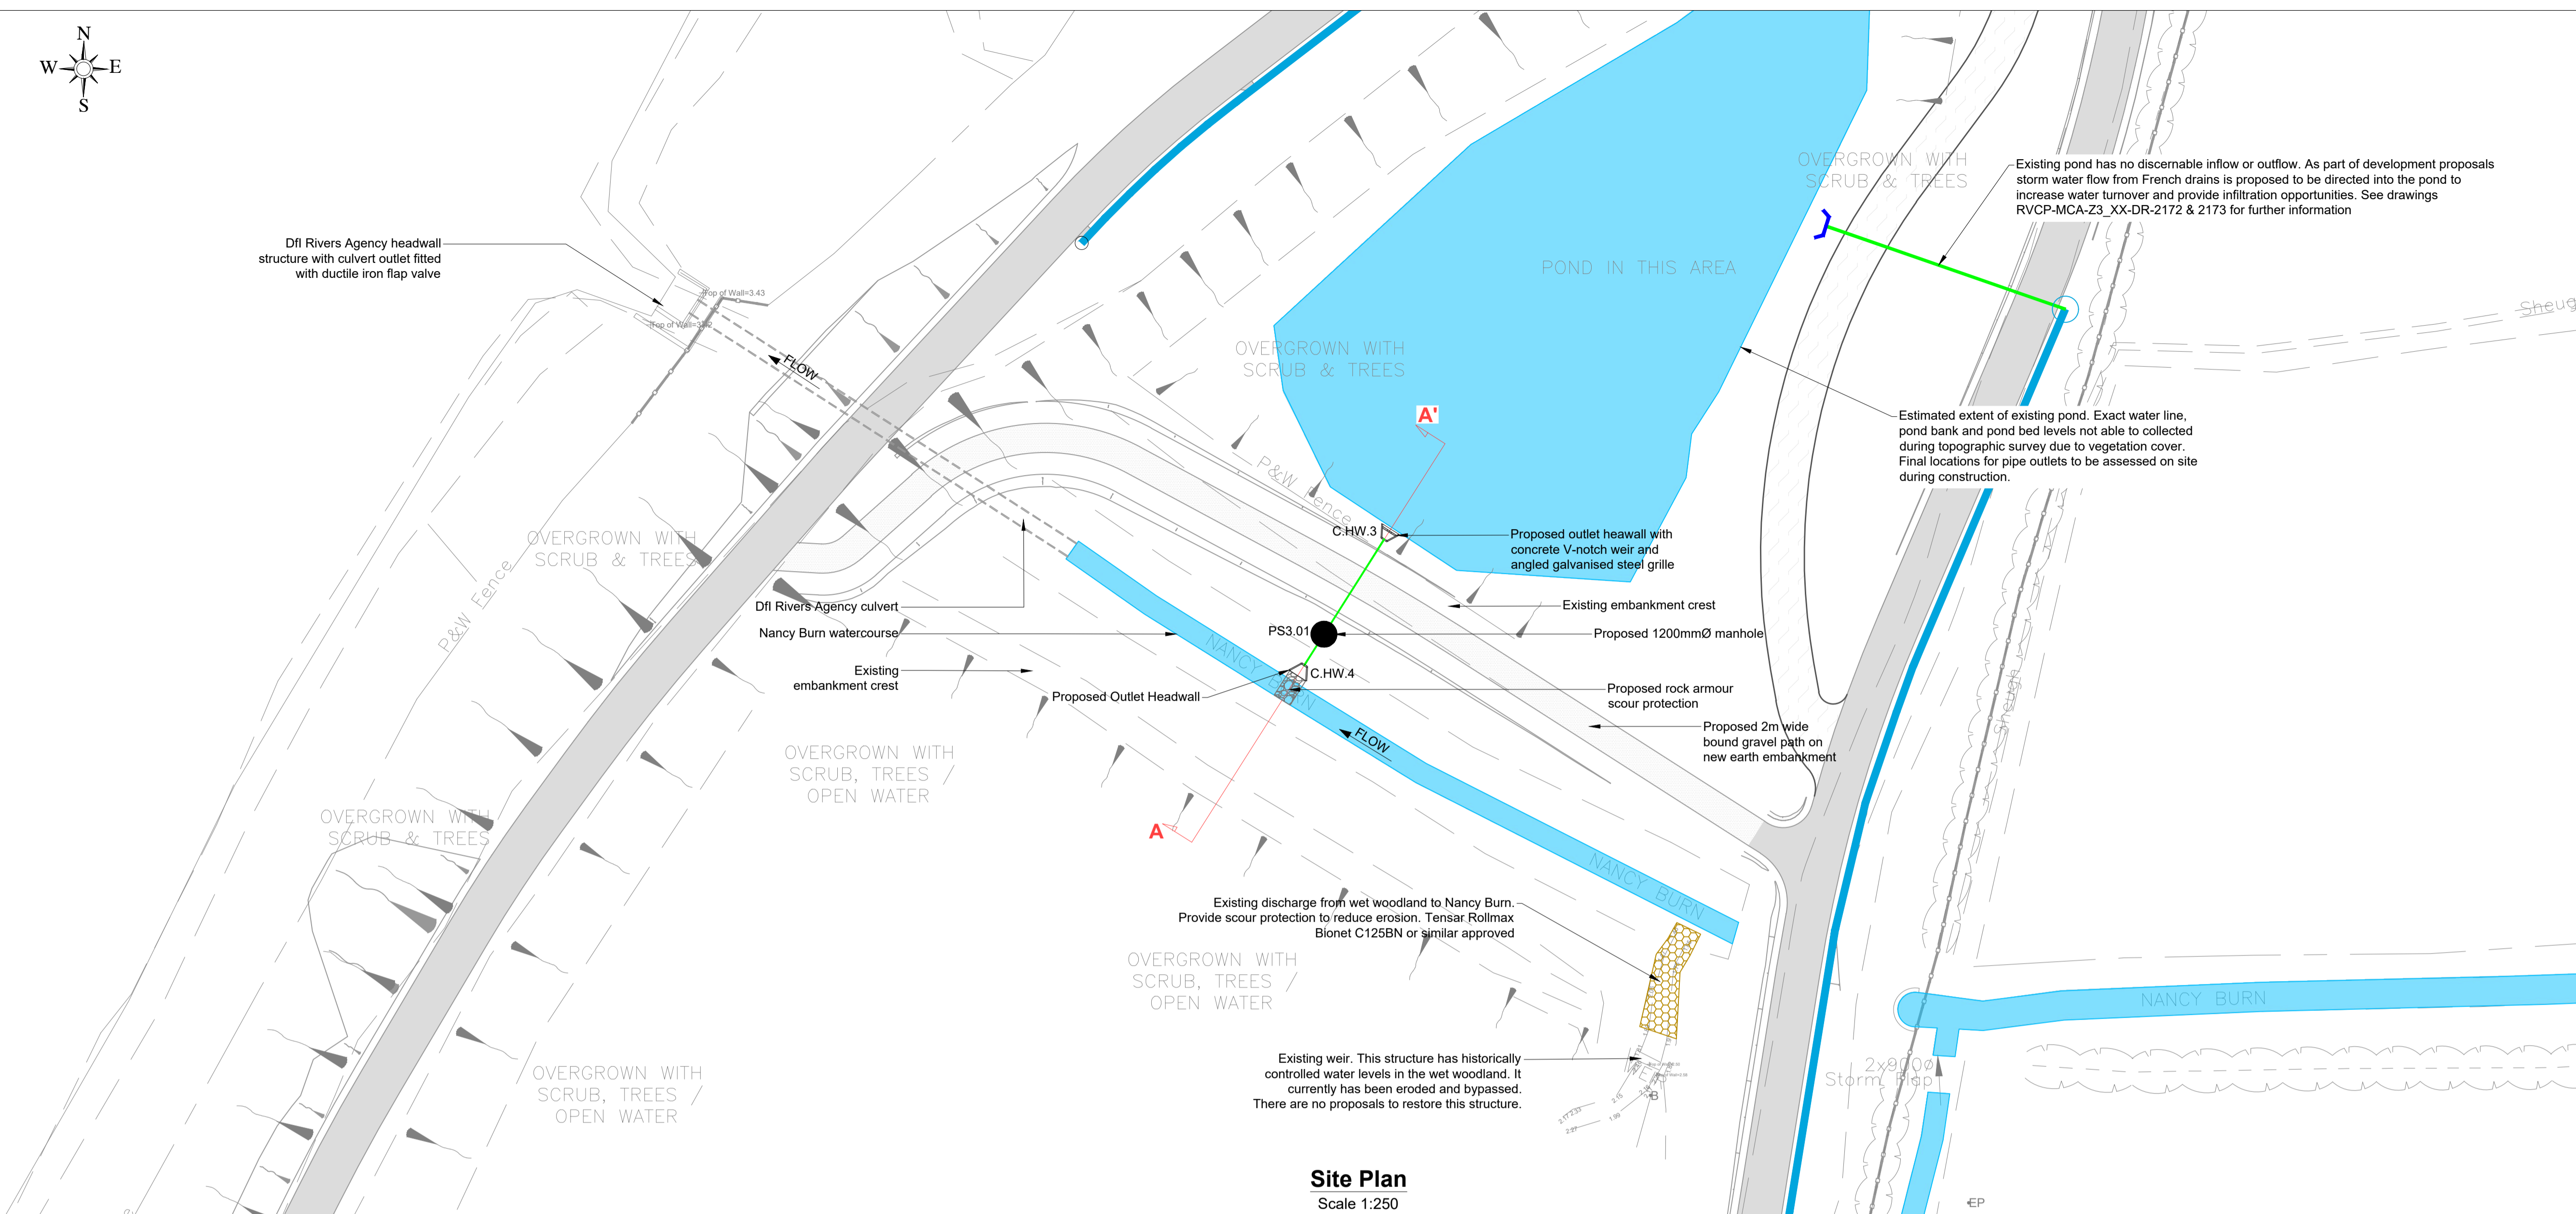 N
W E
S
DfI Rivers Agency headwall
structure with culvert outlet fitted
with ductile iron flap valve
Top of Wall=3.43
FLOW
OVERGROWN WITH
SCRUB & TREES
Existing pond has no discernable inflow or outflow. As part of development proposals
storm water flow from French drains is proposed to be directed into the pond to
increase water turnover and provide infiltration opportunities. See drawings
RVCP-MCA-Z3_XX-DR-2172 & 2173 for further information
POND IN THIS AREA
Sheug
OVERGROWN WITH
SCRUB & TREES
A'
Estimated extent of existing pond. Exact water line,
pond bank and pond bed levels not able to collected
during topographic survey due to vegetation cover.
Final locations for pipe outlets to be assessed on site
during construction.
P&W Fence
OVERGROWN WITH
SCRUB & TREES
P&W Fence
C.HW.3
Proposed outlet heawall with
concrete V-notch weir and
angled galvanised steel grille
DfI Rivers Agency culvert
Nancy Burn watercourse
Existing
embankment crest
Proposed Outlet Headwall
PS3.01
C.HW.4
NANCY BURN
Existing embankment crest
Proposed 1200mmØ manhole
Proposed rock armour
scour protection
Proposed 2m wide
bound gravel path on
new earth embankment
FLOW
Sheugh
OVERGROWN WITH
SCRUB, TREES /
OPEN WATER
OVERGROWN WITH
SCRUB & TREES
A
NANCY BURN
Existing discharge from wet woodland to Nancy Burn.
Provide scour protection to reduce erosion. Tensar Rollmax
Bionet C125BN or similar approved
OVERGROWN WITH
SCRUB, TREES /
OPEN WATER
NANCY BURN
Existing weir. This structure has historically
controlled water levels in the wet woodland. It
currently has been eroded and bypassed.
There are no proposals to restore this structure.
2x900ø
Storm Flap
OVERGROWN WITH
SCRUB, TREES /
OPEN WATER
B
2.15
1.99
2.27
EP
Site Plan
Scale 1:250